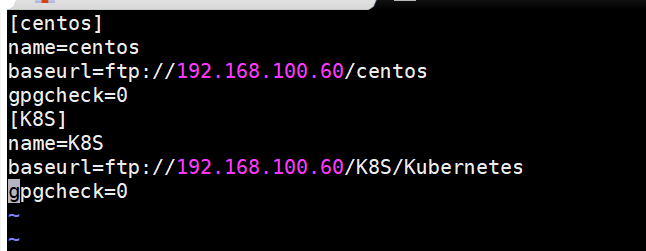 [centos]
name=centos
baseurl=ftp://192.168.100.60/centos
gpgcheck=0
[K8S]
name=K8S
baseurl=ftp://192.168.100.60/K8S/Kubernetes
gpgcheck=0
~
~